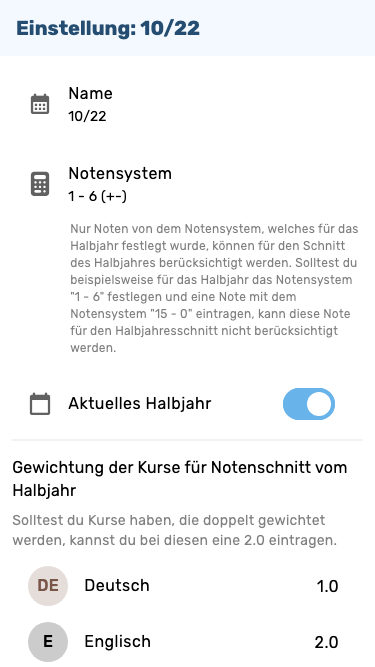 Einstellung: 10/22
Name
10/22
Notensystem
1 - 6 (+-)
Nur Noten von dem Notensystem, welches für das
Halbjahr festlegt wurde, können für den Schnitt
des Halbjahres berücksichtigt werden. Solltest du
beispielsweise für das Halbjahr das Notensystem
"1 - 6" festlegen und eine Note mit dem
Notensystem "15 - 0" eintragen, kann diese Note
für den Halbjahresschnitt nicht berücksichtigt
werden.
Aktuelles Halbjahr
Gewichtung der Kurse für Notenschnitt vom
Halbjahr
Solltest du Kurse haben, die doppelt gewichtet
werden, kannst du bei diesen eine 2.0 eintragen.
DE Deutsch 1.0
E Englisch 2.0